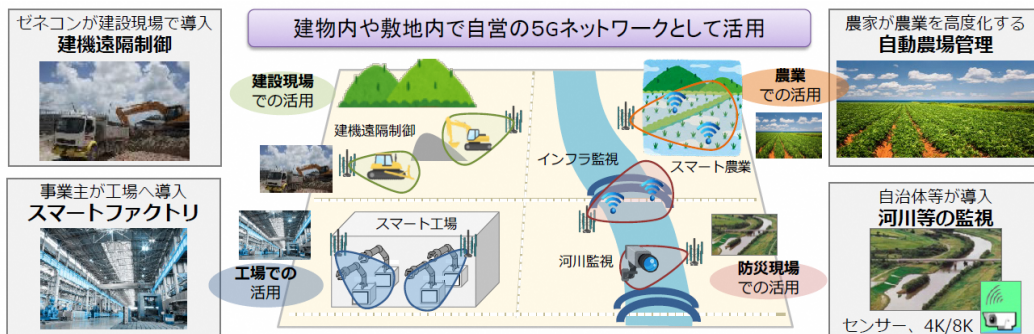 ゼネコンが建設現場で導入
建機遠隔制御
建物内や敷地内で自営の5Gネットワークとして活用
農家が農業を高度化する
自動農場管理
建設現場
での活用
農業
での活用
建機遠隔制御
インフラ監視
スマート農業
事業主が工場へ導入
スマートファクトリ
スマート工場
工場での
活用
河川監視
防災現場
での活用
自治体等が導入
河川等の監視
センサー、4K/8K